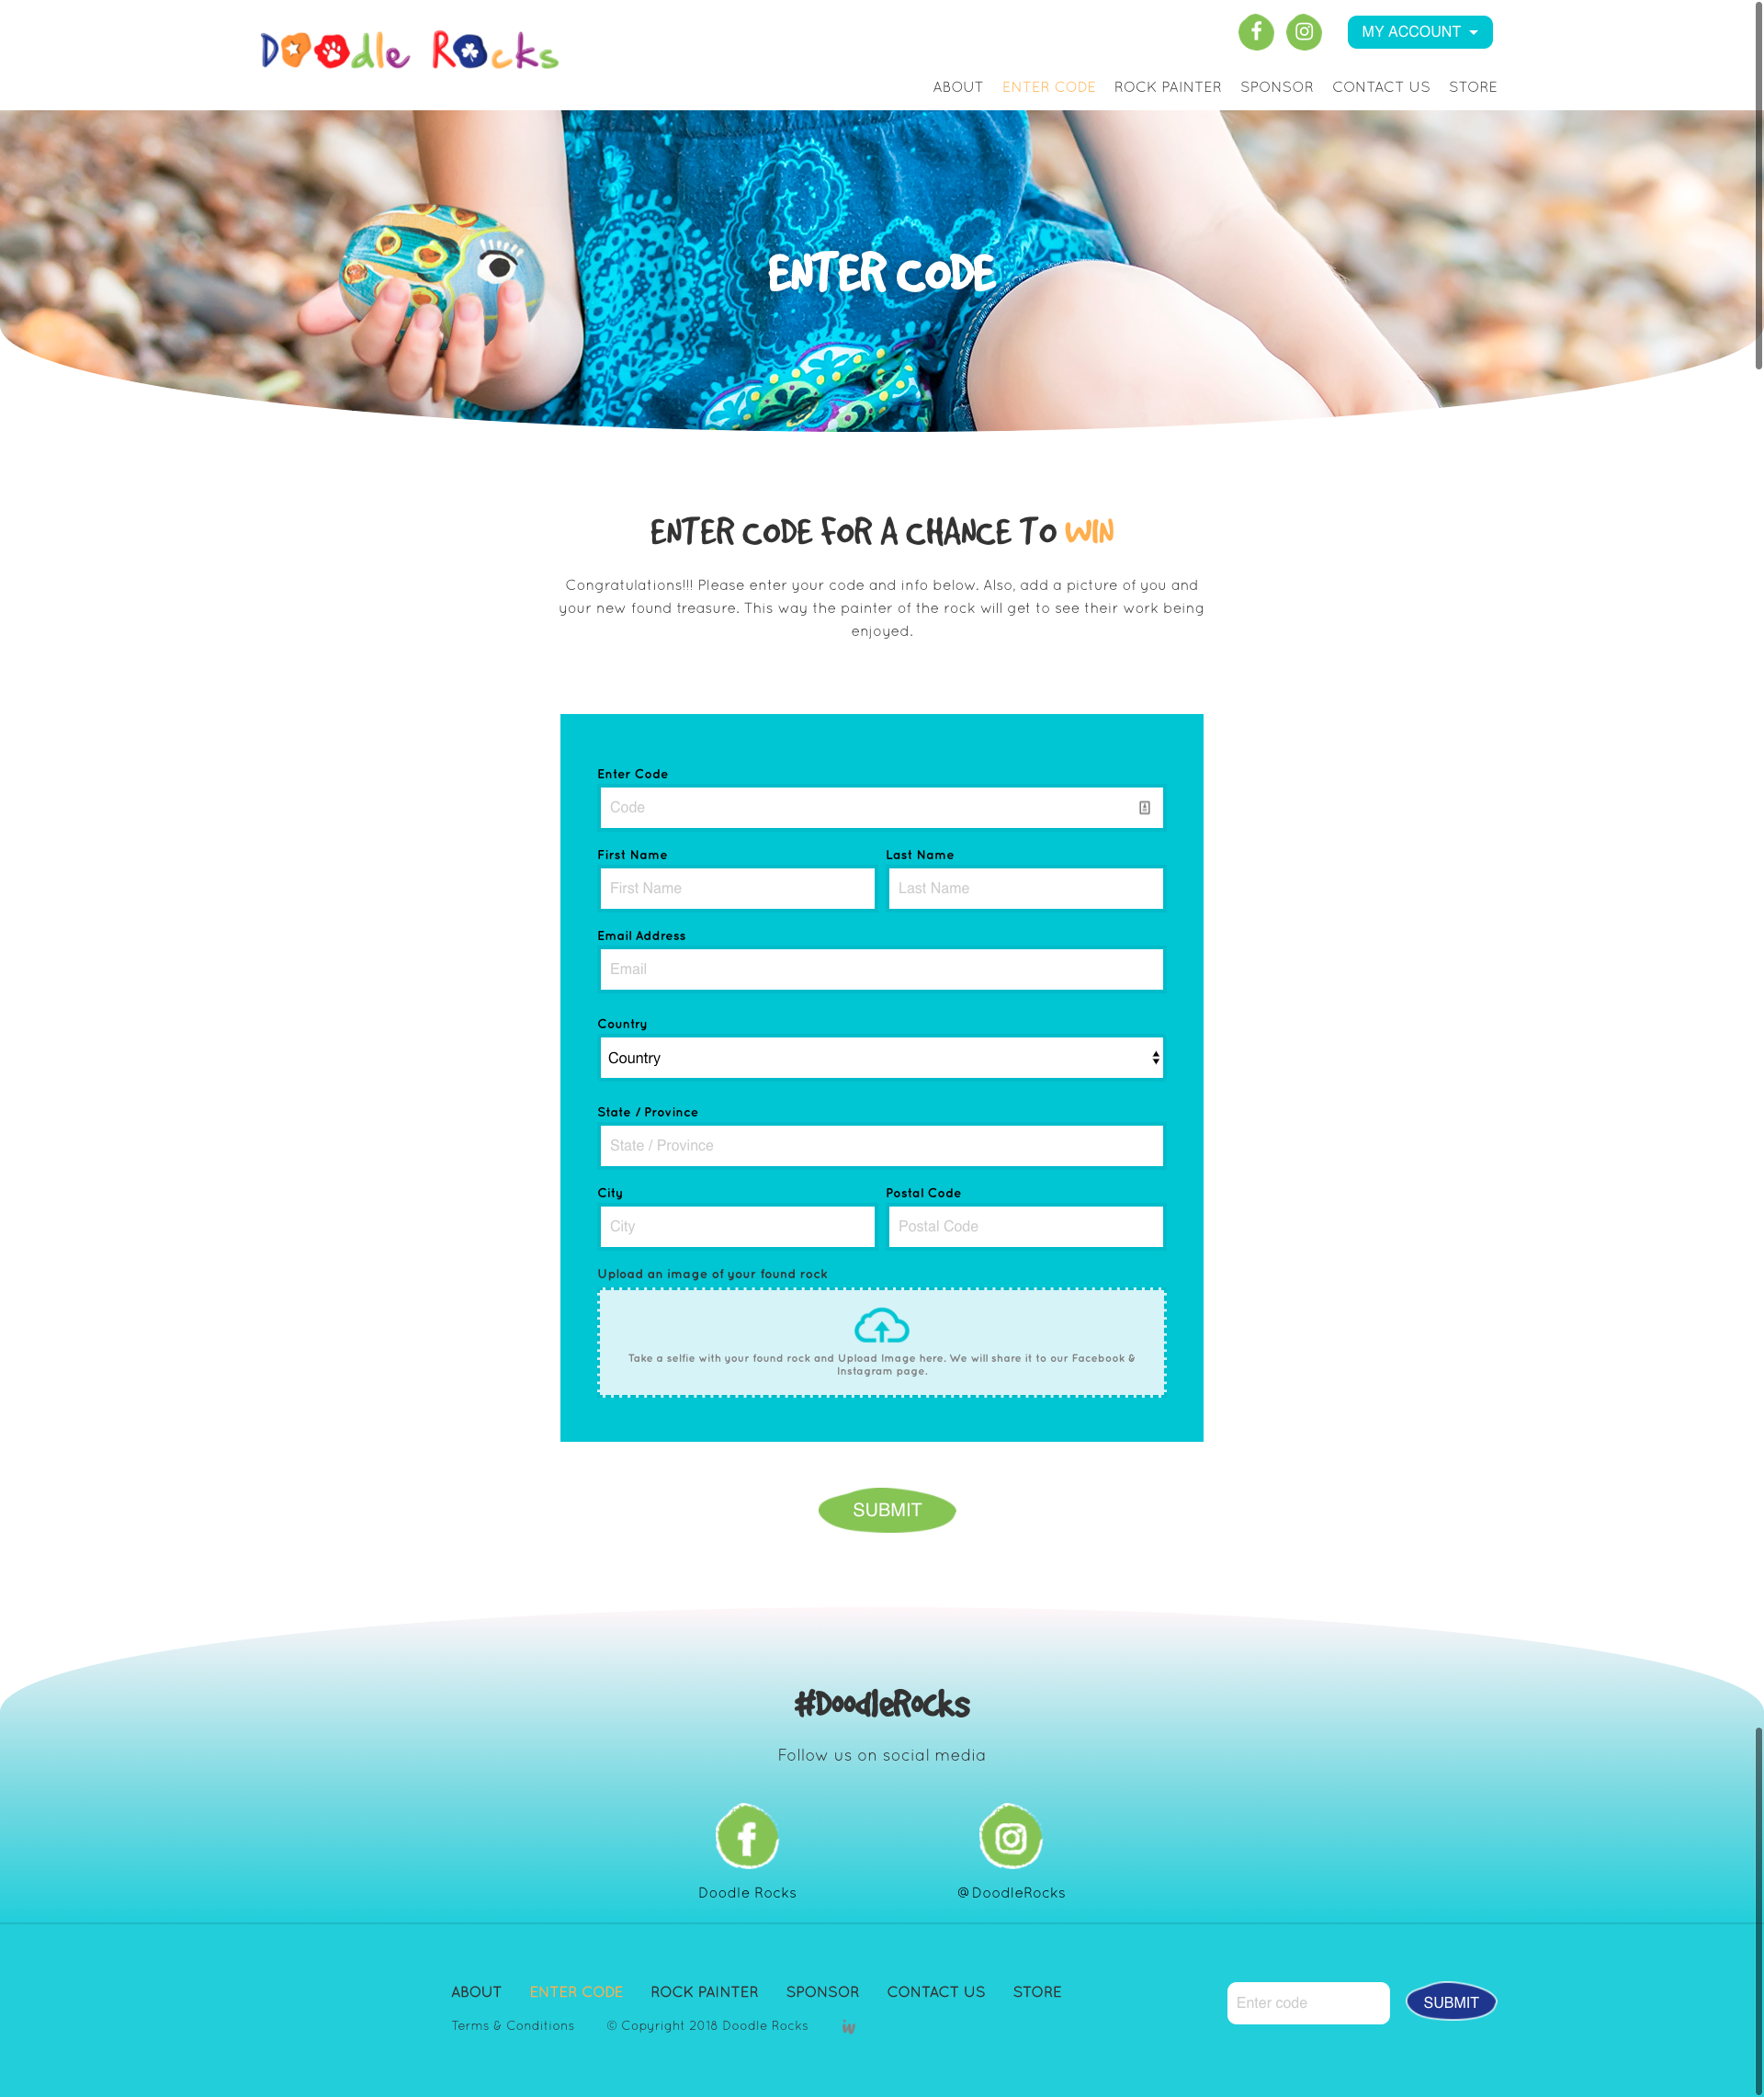 Doodle Rocks
MY ACCOUNT
ABOUT ENTER CODE ROCK PAINTER SPONSOR CONTACT US STORE
ENTER CODE
ENTER CODE FOR A CHANCE TO WIN
Congratulations!!! Please enter your code and info below. Also, add a picture of you and
your new found treasure. This way the painter of the rock will get to see their work being
enjoyed.
Enter Code
Code
First Name Last Name
First Name Last Name
Email Address
Email
Country
Country
State / Province
State / Province
City Postal Code
City Postal Code
Upload an image of your found rock
Take a selfie with your found rock and Upload Image here. We will share it to our Facebook &
Instagram page.
SUBMIT
#DoodleRocks
Follow us on social media
Doodle Rocks @DoodleRocks
ABOUT ENTER CODE ROCK PAINTER SPONSOR CONTACT US STORE
Enter code SUBMIT
Terms & Conditions © Copyright 2018 Doodle Rocks iw